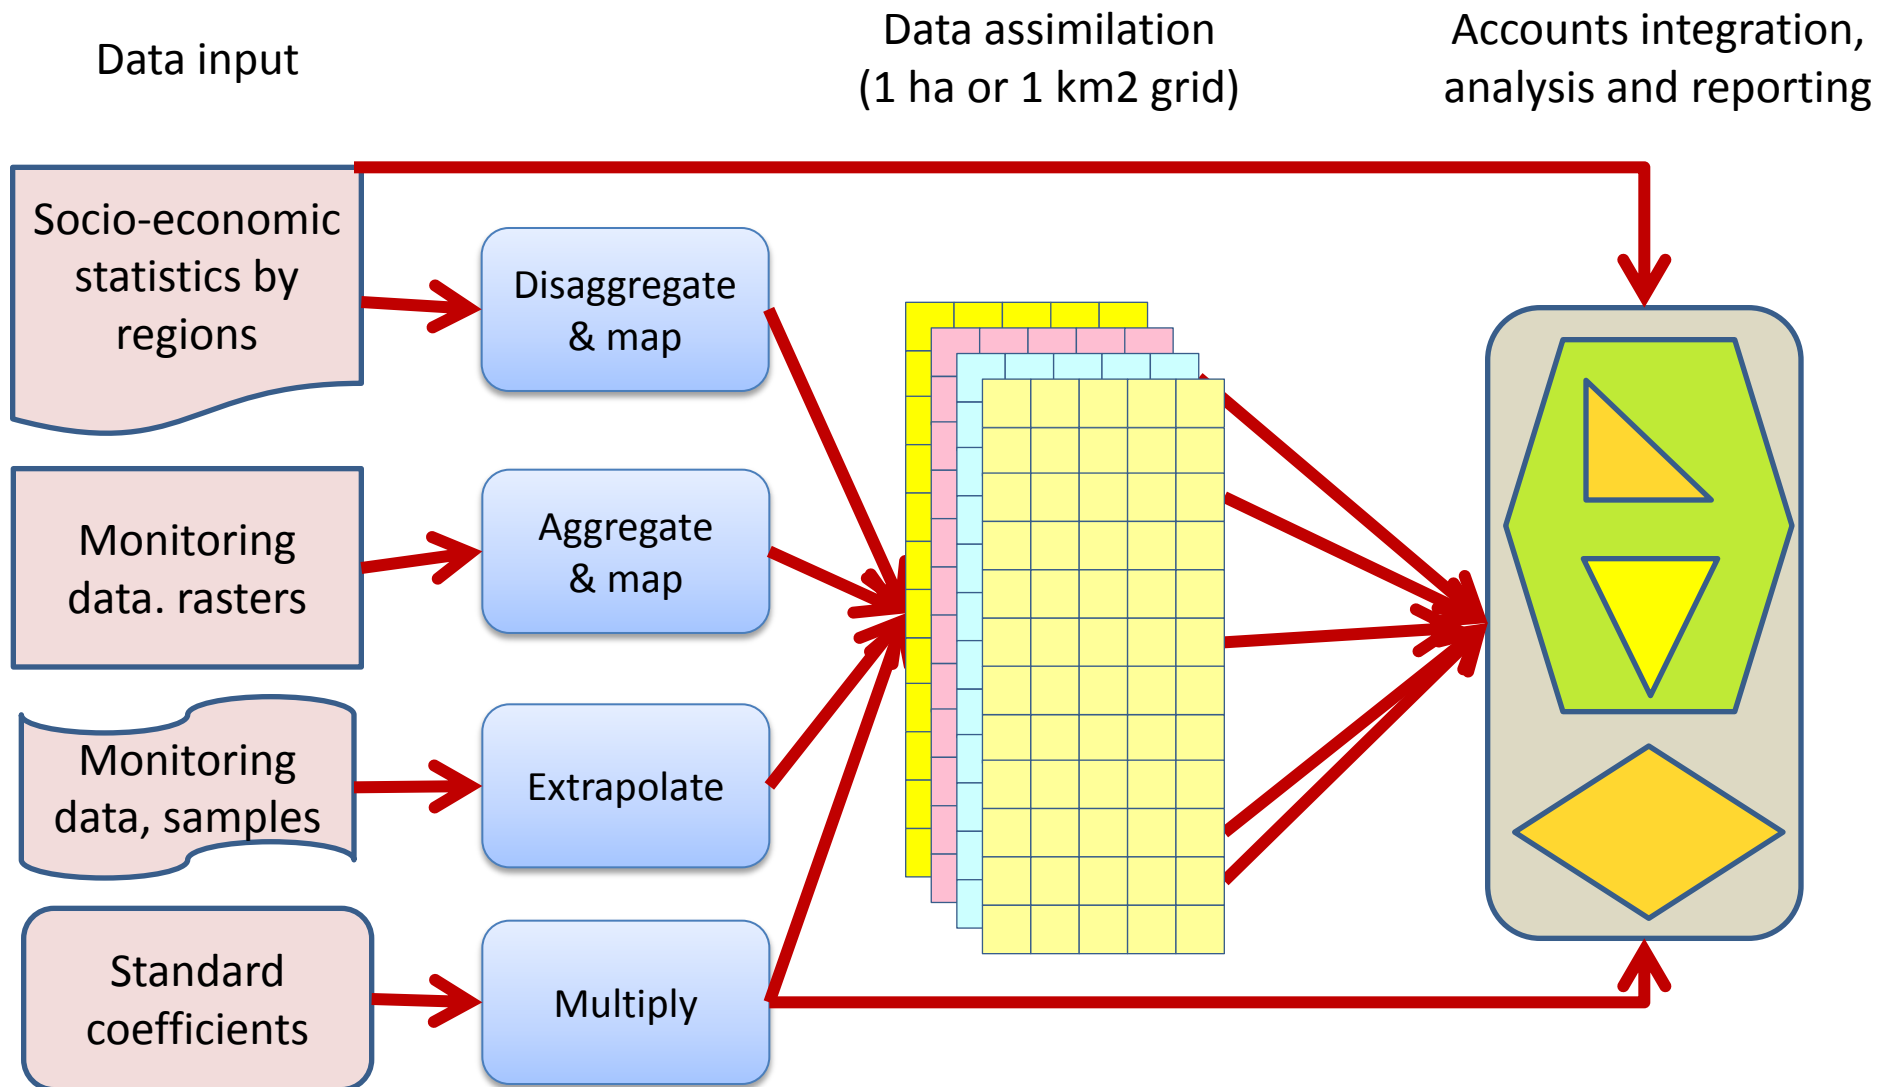 Data input
Data assimilation
(1 ha or 1 km2 grid)
Accounts integration,
analysis and reporting
Socio-economic
statistics by
regions
Disaggregate
& map
Monitoring
data. rasters
Aggregate
& map
Monitoring
data, samples
Extrapolate
Standard
coefficients
Multiply